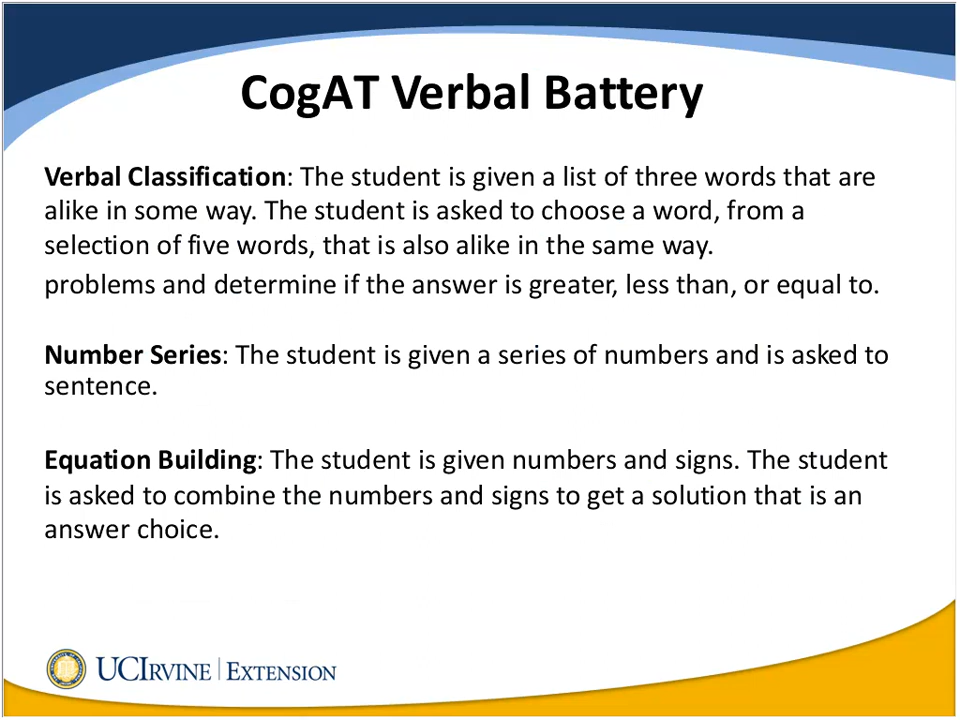 CogAT Verbal Battery
Verbal Classification: The student is given a list of three words that are
alike in some way. The student is asked to choose a word, from a
selection of five words, that is also alike in the same way.
problems and determine if the answer is greater, less than, or equal to.
Number Series: The student is given a series of numbers and is asked to
sentence.
Equation Building: The student is given numbers and signs. The student
is asked to combine the numbers and signs to get a solution that is an
answer choice.
UCIRVINE | EXTENSION